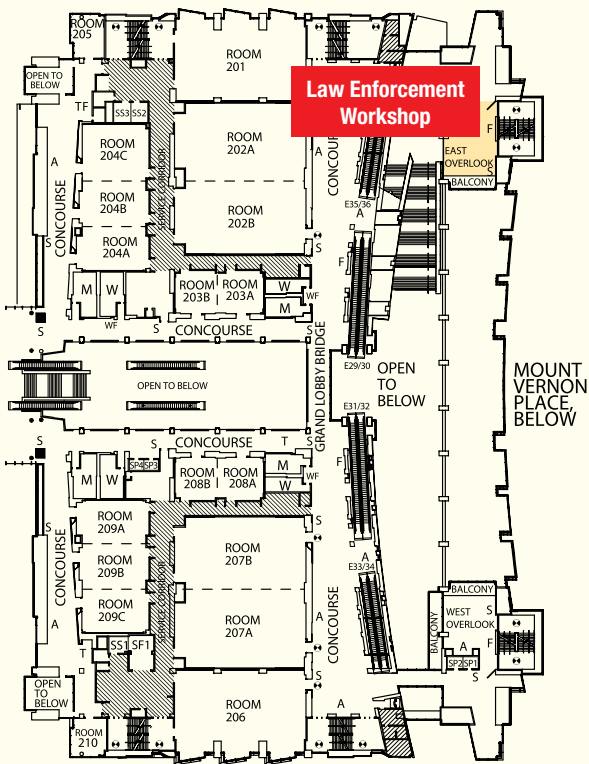 ROOM
205
OPEN TO
BELOW
ROOM
201
Law Enforcement
Workshop
TF
SS3 SS2
F
EAST
OVERLOOK
S
BALCONY
A
CONCOURSE
S
ROOM
204C
ROOM
204B
ROOM
204A
SERVICE CORRIDOR
ROOM
202A
ROOM
202B
A
CONCOURSE
S
E35/36
A
F
M
W
WF
S
S
ROOM
203B
ROOM
203A
W
WF
M
CONCOURSE
S
OPEN TO BELOW
GRAND LOBBY BRIDGE
E29/30
OPEN
TO
BELOW
E31/32
MOUNT
VERNON
PLACE,
BELOW
S
S
CONCOURSE
T
S
SP4 SP3
M
W
ROOM
208B
ROOM
208A
M
WF
W
F
S
CONCOURSE
A
ROOM
209A
ROOM
209B
ROOM
209C
SERVICE CORRIDOR
ROOM
207B
ROOM
207A
S
A
E33/34
A
CONCOURSE
S
BALCONY
BALCONY
S
WEST
OVERLOOK
F
A
SP2 SP1
S
T
SS1
SF1
OPEN
TO
BELOW
ROOM
206
A
ROOM
210